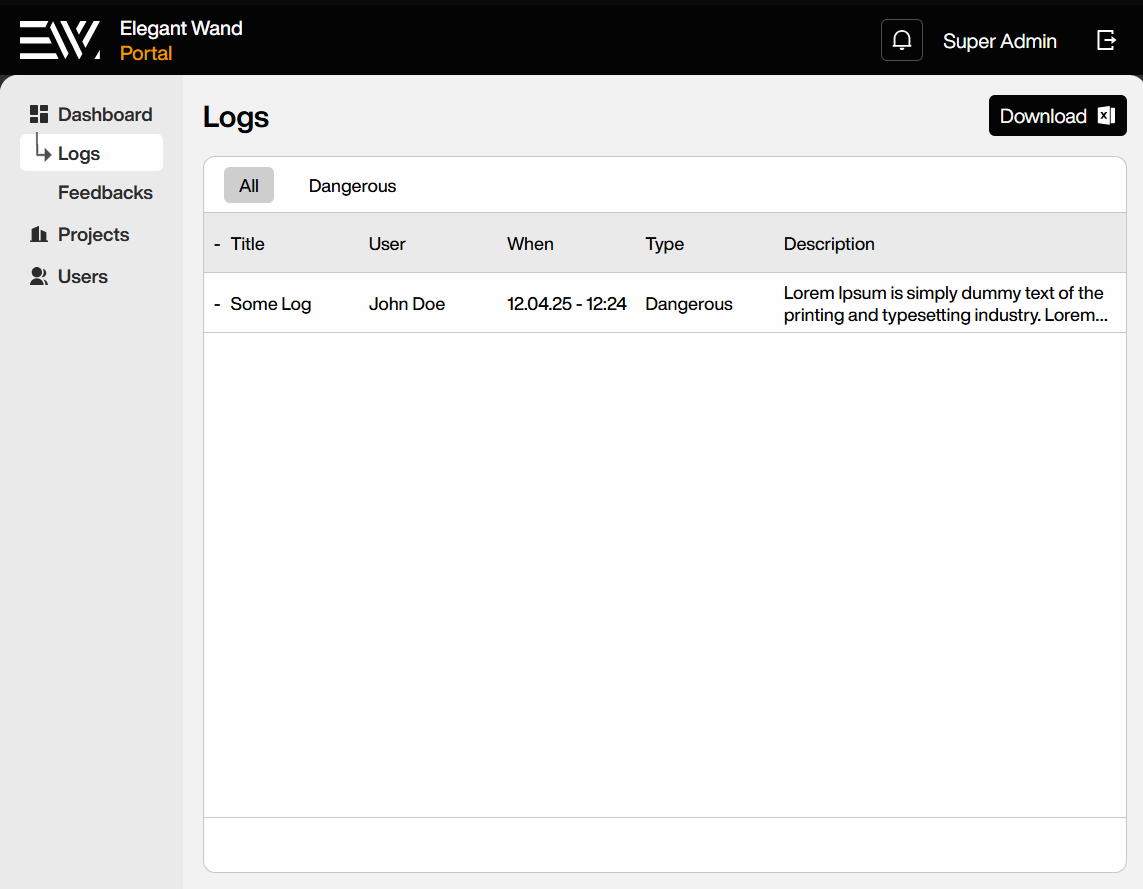 EW
Elegant Wand
Portal
Super Admin
Dashboard
Logs
Feedbacks
Projects
Users
Logs
Download
All Dangerous
- Title User When Type Description
- Some Log John Doe 12.04.25 - 12:24 Dangerous Lorem Ipsum is simply dummy text of the
printing and typesetting industry. Lorem...